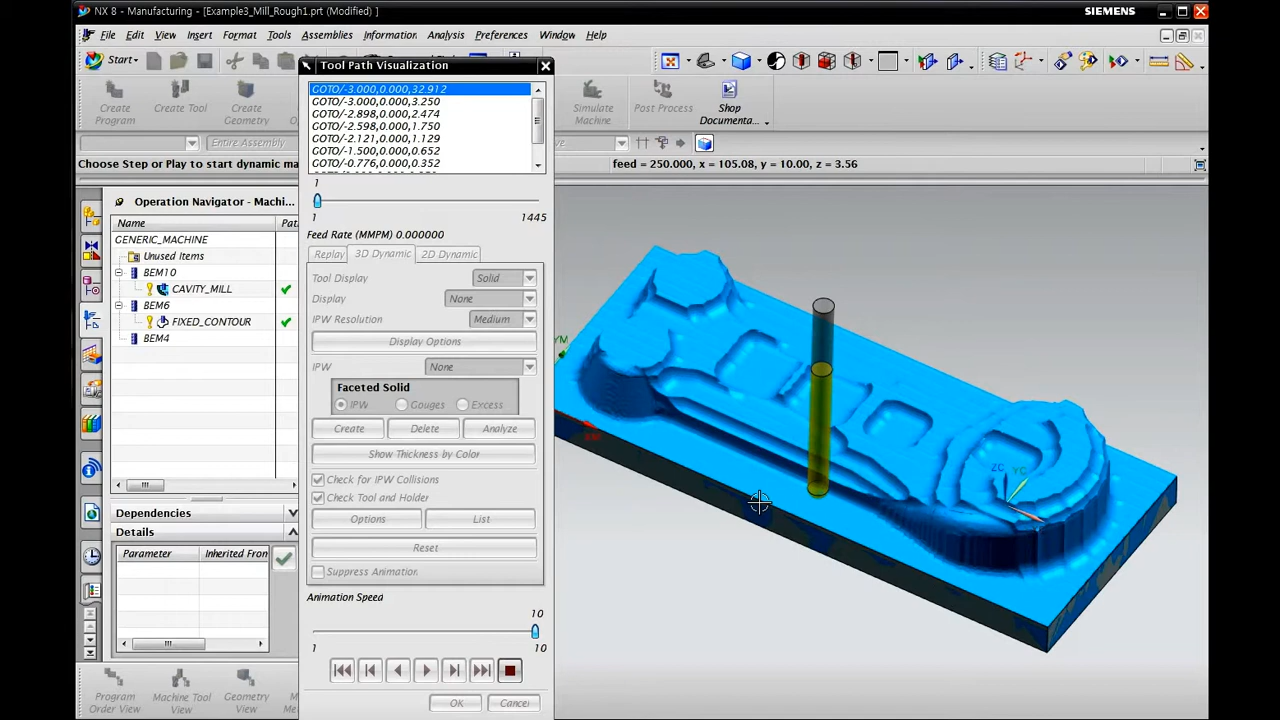 NX 8 - Manufacturing - [Example3_Mill_Rough1.prt (Modified) ]
SIEMENS
File Edit View Insert Format Tools Assemblies Information Analysis Preferences Window Help
Start
Create Program
Create Tool
Create Geometry
Simulate Machine
Post Process
Shop Documenta...
Entire Assembly
Choose Step or Play to start dynamic ma
feed = 250.000, x = 105.08, y = 10.00, z = 3.56
Operation Navigator - Machi...
Name Path
GENERIC_MACHINE
Unused Items
BEM10
CAVITY_MILL
BEM6
FIXED_CONTOUR
BEM4
Dependencies
Details
Parameter Inherited From
Program Order View
Machine Tool View
Geometry View
Tool Path Visualization
GOTO/-3.000,0.000,32.912
GOTO/-3.000,0.000,3.250
GOTO/-2.898,0.000,2.474
GOTO/-2.598,0.000,1.750
GOTO/-2.121,0.000,1.129
GOTO/-1.500,0.000,0.652
GOTO/-0.776,0.000,0.352
1
1 1445
Feed Rate (MMPM) 0.000000
Replay 3D Dynamic 2D Dynamic
Tool Display Solid
Display None
IPW Resolution Medium
Display Options
IPW None
Faceted Solid
IPW Gouges Excess
Create Delete Analyze
Show Thickness by Color
Check for IPW Collisions
Check Tool and Holder
Options List
Reset
Suppress Animation
Animation Speed
10
1 10
OK Cancel
YM
XM
ZC YC